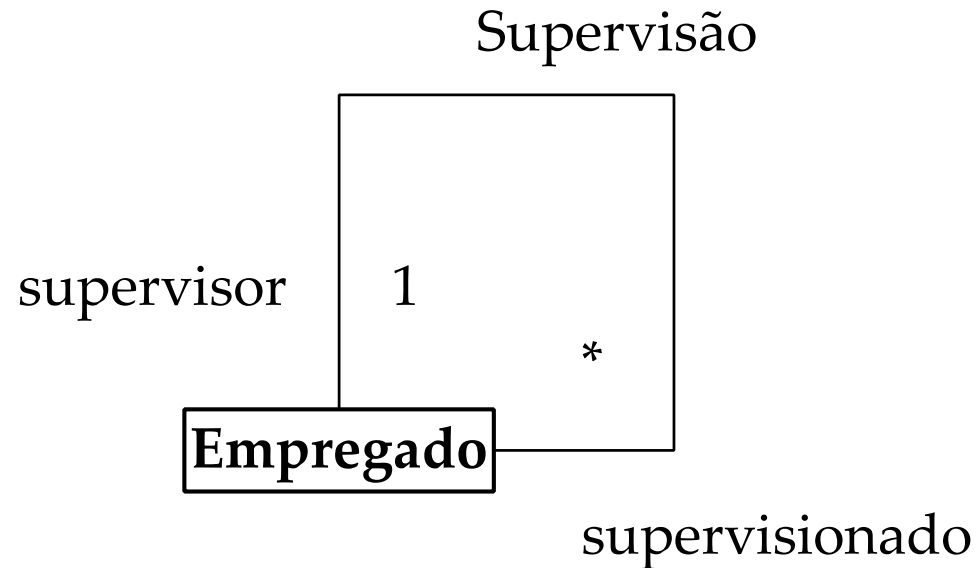 Supervisão
supervisor
1
*
Empregado
supervisionado